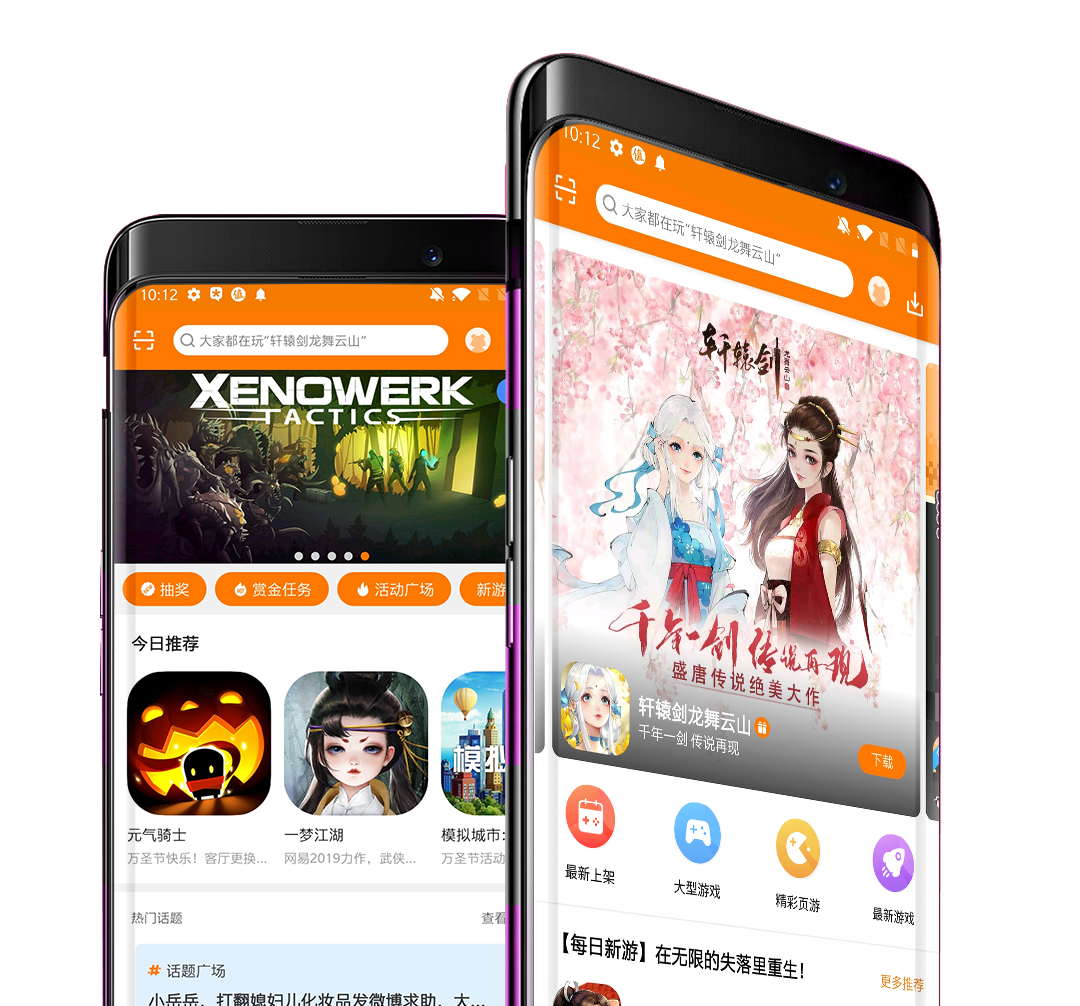 10:12
值
大家都在玩“轩辕剑龙舞云山”
XENOWERK
TACTICS
抽奖
赏金任务
活动广场
新游
今日推荐
模拟
元气骑士
一梦江湖
模拟城市:
万圣节快乐！客厅更换...
网易2019力作，武侠...
万圣节活动
热门话题
查看
# 话题广场
小岳岳，打翻媳妇儿化妆品发微博求助，大...
10:12
值
大家都在玩“轩辕剑龙舞云山”
轩辕剑
龙舞云山
千年一剑 传说再现
盛唐传说绝美大作
轩辕剑龙舞云山
千年一剑 传说再现
下载
最新上架
大型游戏
精彩页游
最新游戏
【每日新游】在无限的失落里重生！
更多推荐